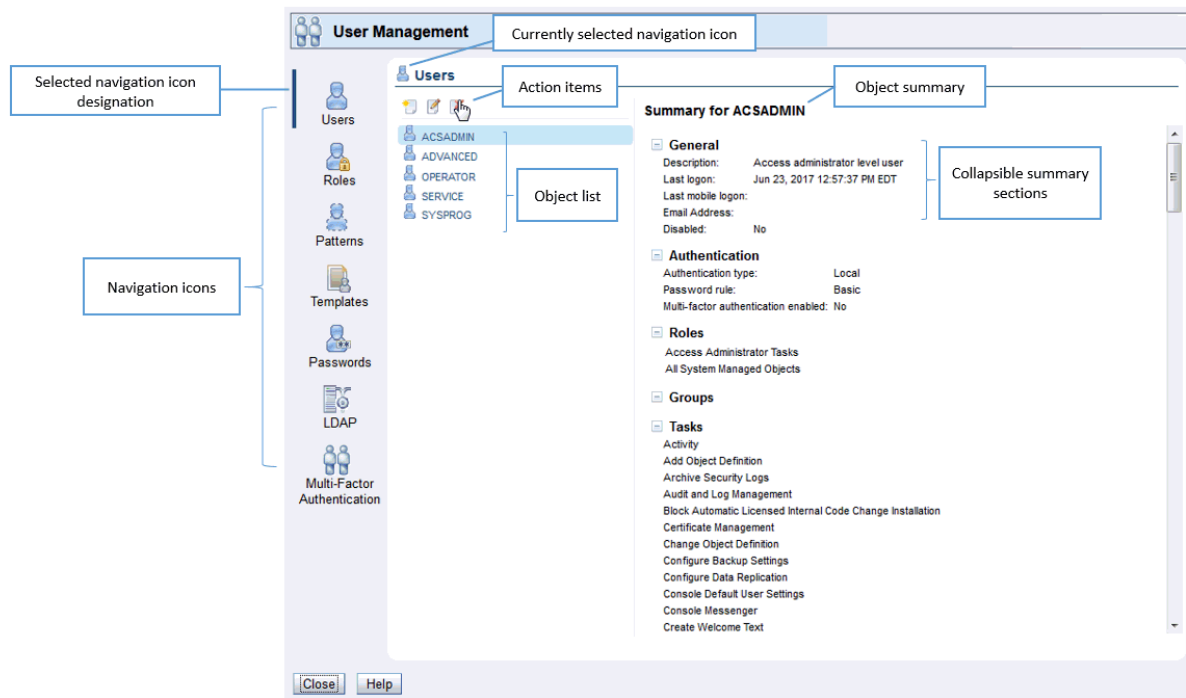 User Management
Currently selected navigation icon
Selected navigation icon
designation
Users
Action items
Object summary
Users
Roles
Patterns
Templates
Passwords
LDAP
Multi-Factor
Authentication
Navigation icons
ACSADMIN
ADVANCED
OPERATOR
SERVICE
SYSPROG
Object list
Summary for ACSADMIN
General
Description: Access administrator level user
Last logon: Jun 23, 2017 12:57:37 PM EDT
Last mobile logon:
Email Address:
Disabled: No
Collapsible summary
sections
Authentication
Authentication type: Local
Password rule: Basic
Multi-factor authentication enabled: No
Roles
Access Administrator Tasks
All System Managed Objects
Groups
Tasks
Activity
Add Object Definition
Archive Security Logs
Audit and Log Management
Block Automatic Licensed Internal Code Change Installation
Certificate Management
Change Object Definition
Configure Backup Settings
Configure Data Replication
Console Default User Settings
Console Messenger
Create Welcome Text
Close Help